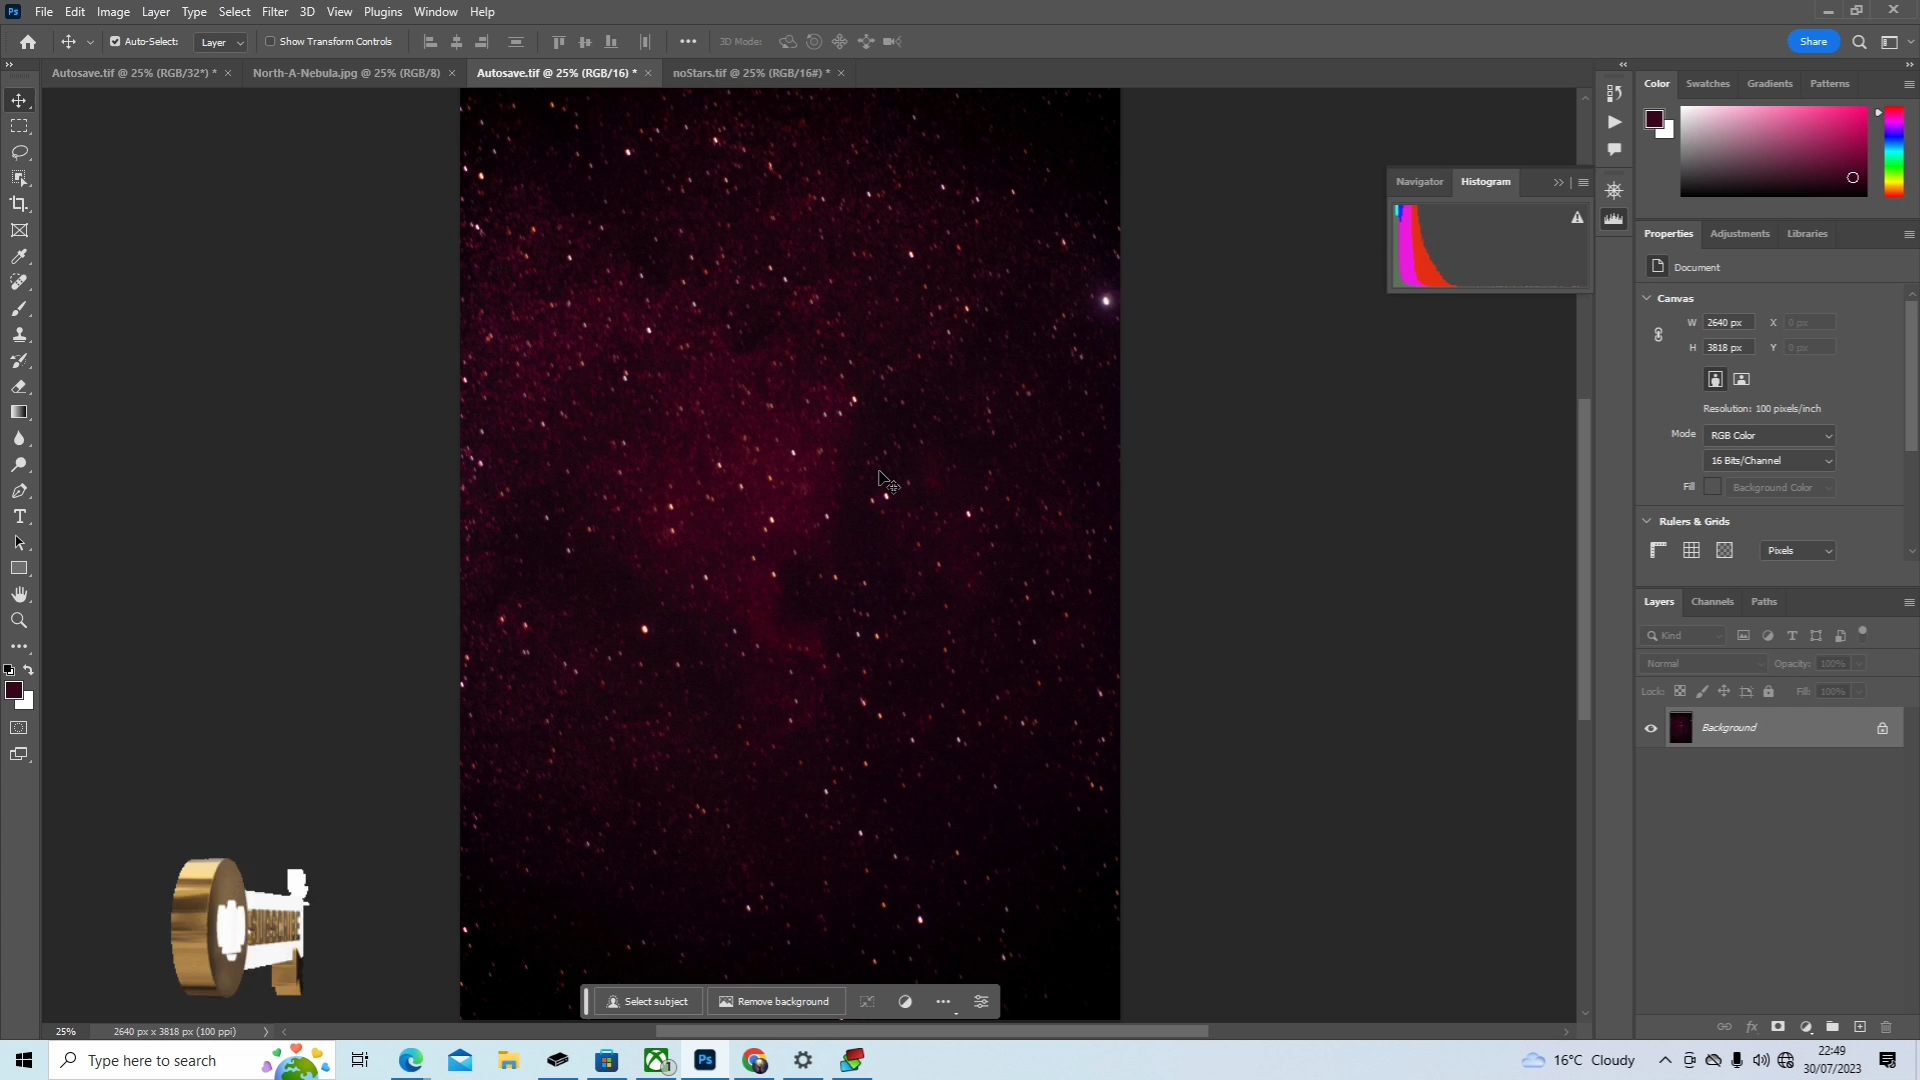 Ps File Edit Image Layer Type Select Filter 3D View Plugins Window Help
Auto-Select: Layer Show Transform Controls 3D Mode: Share
Autosave.tif @ 25% (RGB/32*) * North-A-Nebula.jpg @ 25% (RGB/8) Autosave.tif @ 25% (RGB/16) * noStars.tif @ 25% (RGB/16#) *
Color Swatches Gradients Patterns
Navigator Histogram
Properties Adjustments Libraries
Document
Canvas
W 2640 px X 0 px
H 3818 px Y 0 px
Resolution: 100 pixels/inch
Mode RGB Color
16 Bits/Channel
Fill Background Color
Rulers & Grids
Pixels
Layers Channels Paths
Kind
Normal Opacity: 100%
Lock: Fill: 100%
Background
SUBSCRIBE
Select subject Remove background
25% 2640 px x 3818 px (100 ppi)
Type here to search
1
Ps
16°C Cloudy
22:49
30/07/2023